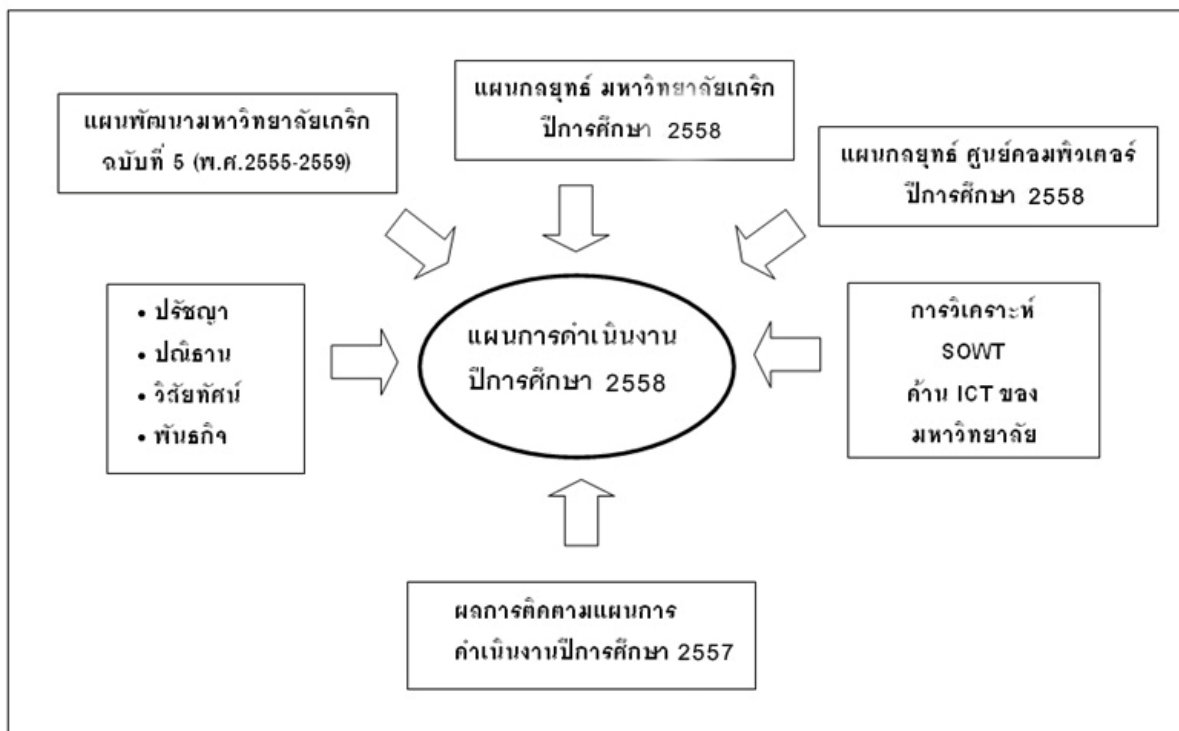 แผนกลยุทธ์ มหาวิทยาลัยเกริก
ปีการศึกษา 2558
แผนพัฒนามหาวิทยาลัยเกริก
ฉบับที่ 5 (พ.ศ.2555-2559)
แผนกลยุทธ์ ศูนย์คอมพิวเตอร์
ปีการศึกษา 2558
• ปรัชญา
• ปณิธาน
• วิสัยทัศน์
• พันธกิจ
แผนการดำเนินงาน
ปีการศึกษา 2558
การวิเคราะห์
SOWT
ด้าน ICT ของ
มหาวิทยาลัย
ผลการติดตามแผนการ
ดำเนินงานปีการศึกษา 2557